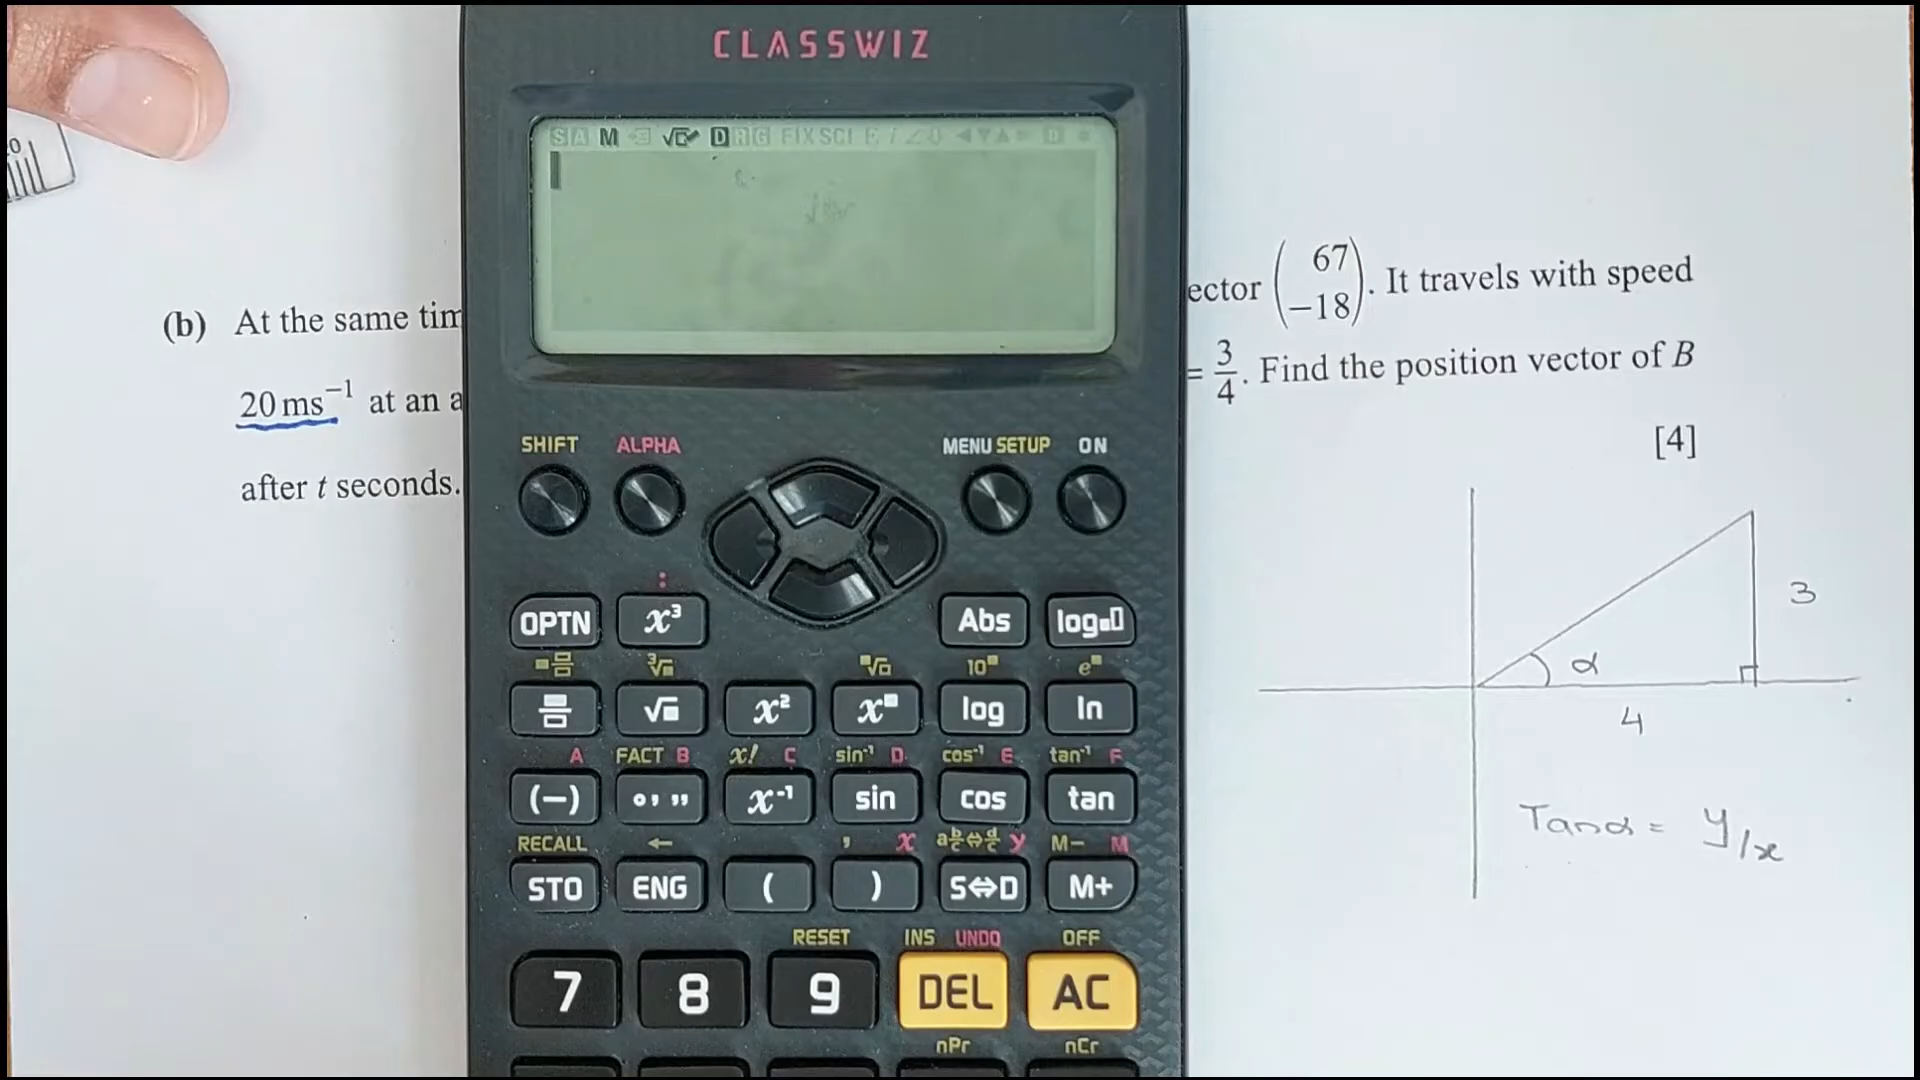 CLASSWIZ
S A M √ D R G FIX SCI E i ∠
(b) At the same tim
ector (67 −18). It travels with speed
20 ms⁻¹ at an a
= 3/4. Find the position vector of B
[4]
after t seconds.
SHIFT ALPHA MENU SETUP ON
:
OPTN x³ Abs log▪▯
▪▤ ³√▪ ▪√▫ 10▪ e▪
√▪ x² x▪ log ln
A FACT B x! C sin⁻¹ D cos⁻¹ E tan⁻¹ F
(−) ° ’ ” x⁻¹ sin cos tan
RECALL ← , x a b/c⇔d/c y M− M
STO ENG ( ) S⇔D M+
RESET INS UNDO OFF
7 8 9 DEL AC
nPr nCr
3
α
4
Tanα = y/x